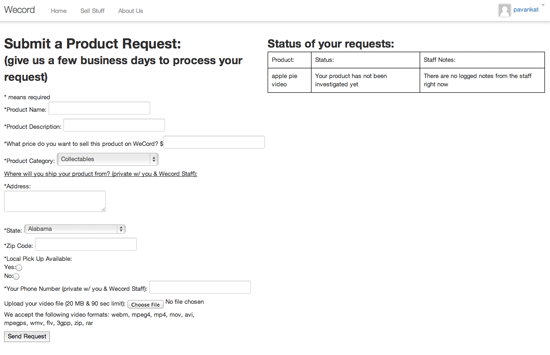 Wecord Home Sell Stuff About Us pavankat
Submit a Product Request:
(give us a few business days to process your
request)
* means required
*Product Name:
*Product Description:
*What price do you want to sell this product on WeCord? $
*Product Category: Collectables
Where will you ship your product from? (private w/ you & Wecord Staff):
*Address:
*State: Alabama
*Zip Code:
*Local Pick Up Available:
Yes:
No:
*Your Phone Number (private w/ you & Wecord Staff):
Upload your video file (20 MB & 90 sec limit): Choose File No file chosen
We accept the following video formats: webm, mpeg4, mp4, mov, avi,
mpegps, wmv, flv, 3gpp, zip, rar
Send Request
Status of your requests:
Product: Status: Staff Notes:
apple pie Your product has not been There are no logged notes from the staff
video investigated yet right now